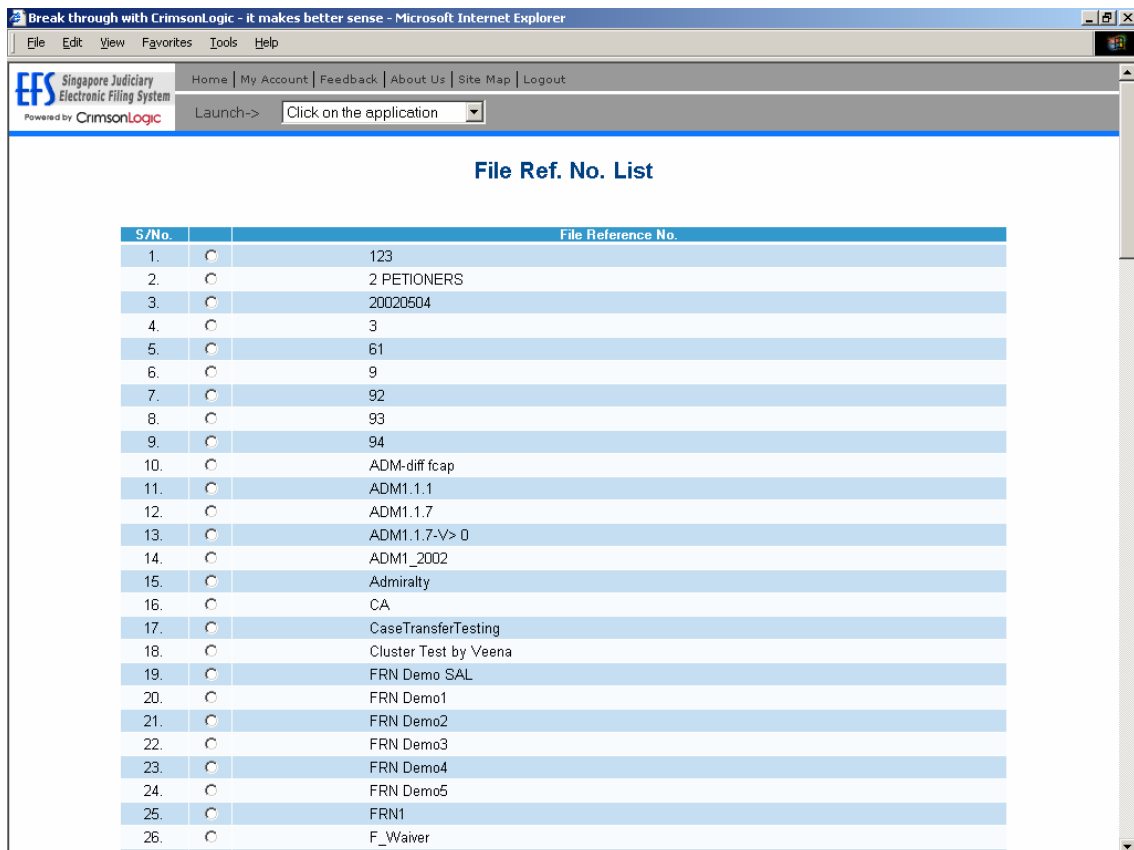 Break through with CrimsonLogic - it makes better sense - Microsoft Internet Explorer
File Edit View Favorites Tools Help
EFS Singapore Judiciary Electronic Filing System
Powered by CrimsonLogic
Home | My Account | Feedback | About Us | Site Map | Logout
Launch-> Click on the application
File Ref. No. List
S/No. File Reference No.
1. 123
2. 2 PETIONERS
3. 20020504
4. 3
5. 61
6. 9
7. 92
8. 93
9. 94
10. ADM-diff fcap
11. ADM1.1.1
12. ADM1.1.7
13. ADM1.1.7-V> 0
14. ADM1_2002
15. Admiralty
16. CA
17. CaseTransferTesting
18. Cluster Test by Veena
19. FRN Demo SAL
20. FRN Demo1
21. FRN Demo2
22. FRN Demo3
23. FRN Demo4
24. FRN Demo5
25. FRN1
26. F_Waiver